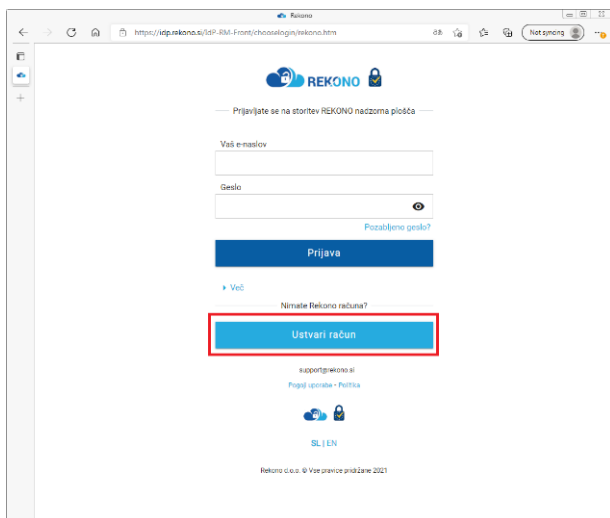 Rekono
https://idp.rekono.si/IdP-RM-Front/chooselogin/rekono.htm
Not syncing
REKONO
Prijavljate se na storitev REKONO nadzorna plošča
Vaš e-naslov
Geslo
Pozabljeno geslo?
Prijava
Več
Nimate Rekono računa?
Ustvari račun
support@rekono.si
Pogoji uporabe • Politika
SL | EN
Rekono d.o.o. © Vse pravice pridržane 2021